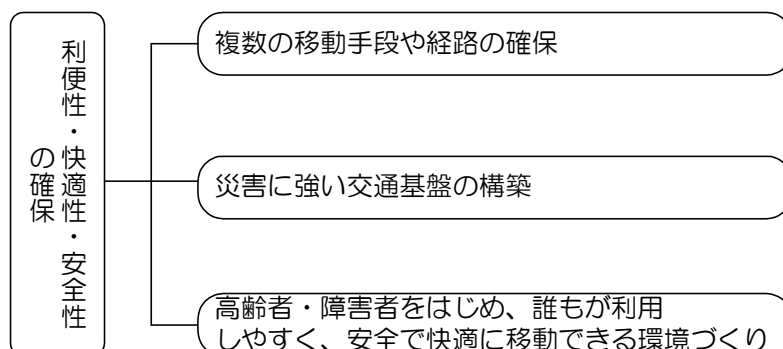 利便性・快適性・安全性
の確保
複数の移動手段や経路の確保
災害に強い交通基盤の構築
高齢者・障害者をはじめ、誰もが利用
しやすく、安全で快適に移動できる環境づくり